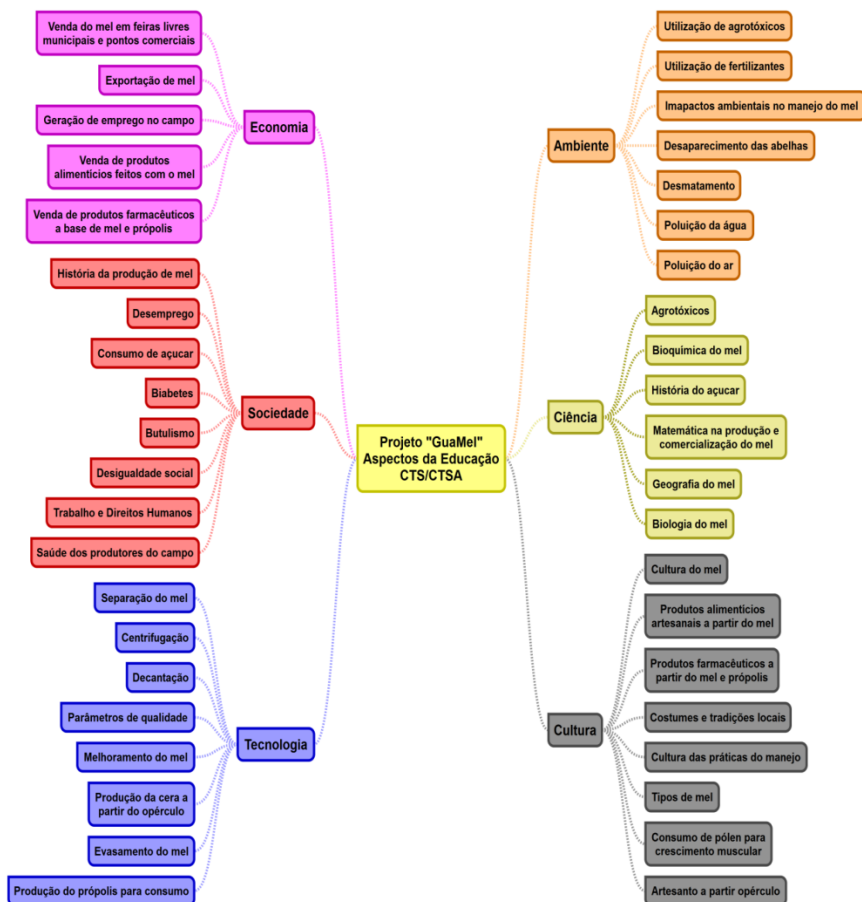 Venda do mel em feiras livres
municipais e pontos comerciais
Exportação de mel
Geração de emprego no campo
Venda de produtos
alimenticios feitos com o mel
Venda de produtos farmacêuticos
a base de mel e própolis
Economia
História da produção de mel
Desemprego
Consumo de açucar
Biabetes
Butulismo
Desigualdade social
Trabalho e Direitos Humanos
Saúde dos produtores do campo
Sociedade
Separação do mel
Centrifugação
Decantação
Parâmetros de qualidade
Melhoramento do mel
Produção da cera a
partir do opérculo
Evasamento do mel
Produção do própolis para consumo
Tecnologia
Projeto "GuaMel"
Aspectos da Educação
CTS/CTSA
Ambiente
Utilização de agrotóxicos
Utilização de fertilizantes
Imapactos ambientais no manejo do mel
Desaparecimento das abelhas
Desmatamento
Poluição da água
Poluição do ar
Ciência
Agrotóxicos
Bioquimica do mel
História do açucar
Matemática na produção e
comercialização do mel
Geografia do mel
Biologia do mel
Cultura
Cultura do mel
Produtos alimenticios
artesanais a partir do mel
Produtos farmacêuticos a
partir do mel e própolis
Costumes e tradições locais
Cultura das práticas do manejo
Tipos de mel
Consumo de pólen para
crescimento muscular
Artesanto a partir opérculo